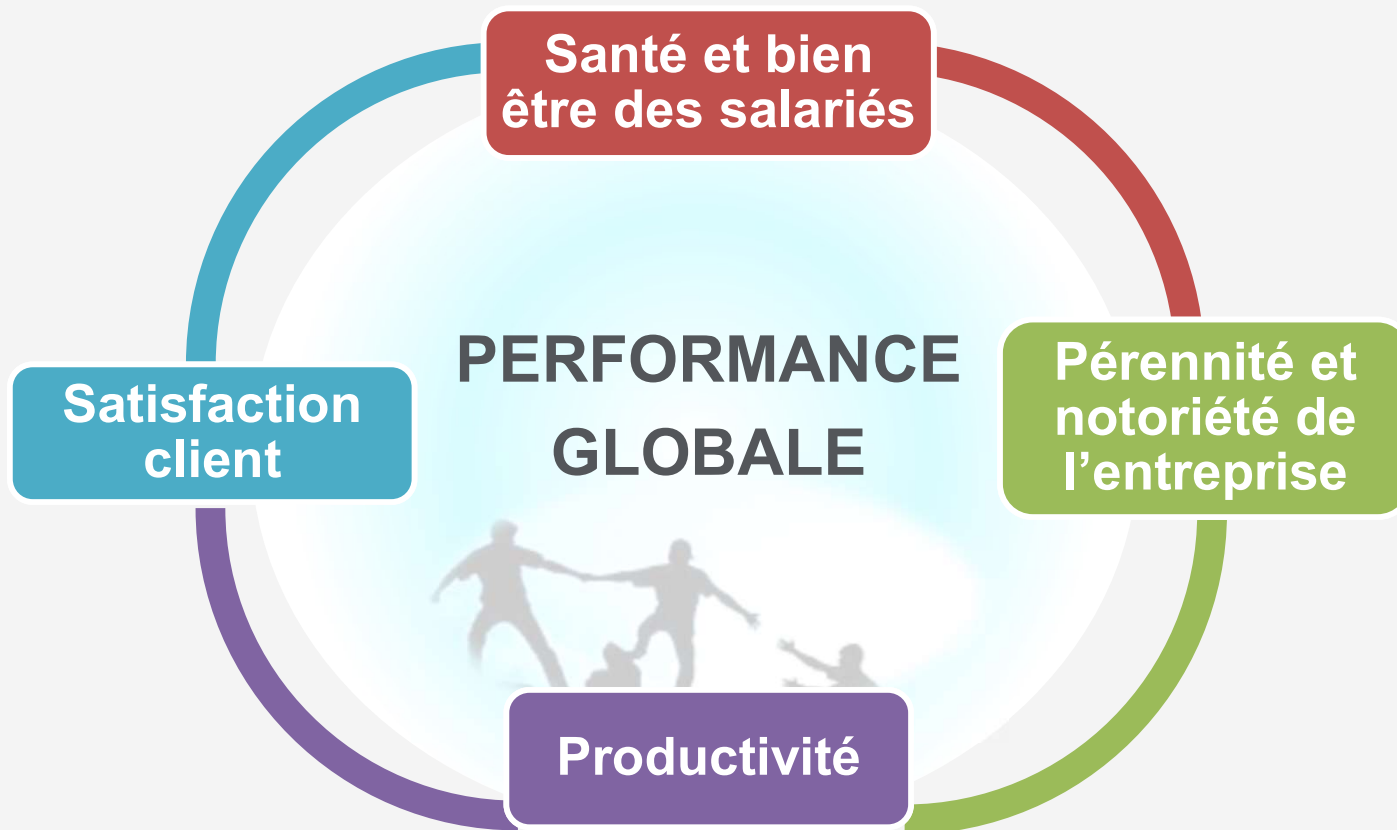 Santé et bien
être des salariés
PERFORMANCE
GLOBALE
Satisfaction
client
Pérennité et
notoriété de
l’entreprise
Productivité